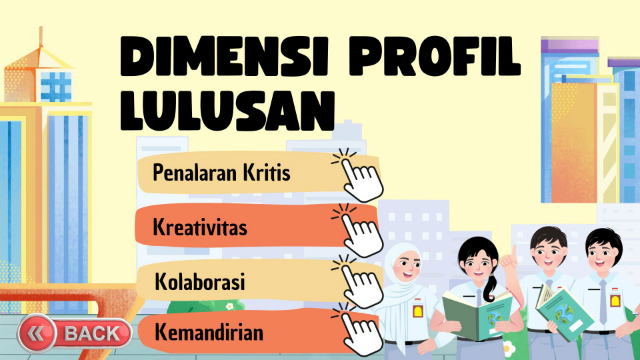 DIMENSI PROFIL
LULUSAN
Penalaran Kritis
Kreativitas
Kolaborasi
Kemandirian
BACK